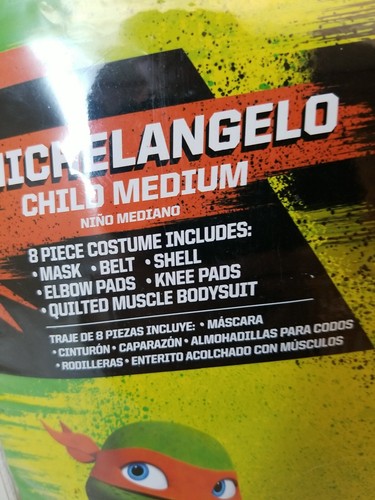 MICHELANGELO
CHILD MEDIUM
NIÑO MEDIANO
8 PIECE COSTUME INCLUDES:
• MASK • BELT • SHELL
• ELBOW PADS • KNEE PADS
• QUILTED MUSCLE BODYSUIT
TRAJE DE 8 PIEZAS INCLUYE: • MÁSCARA
• CINTURÓN • CAPARAZÓN • ALMOHADILLAS PARA CODOS
• RODILLERAS • ENTERITO ACOLCHADO CON MÚSCULOS